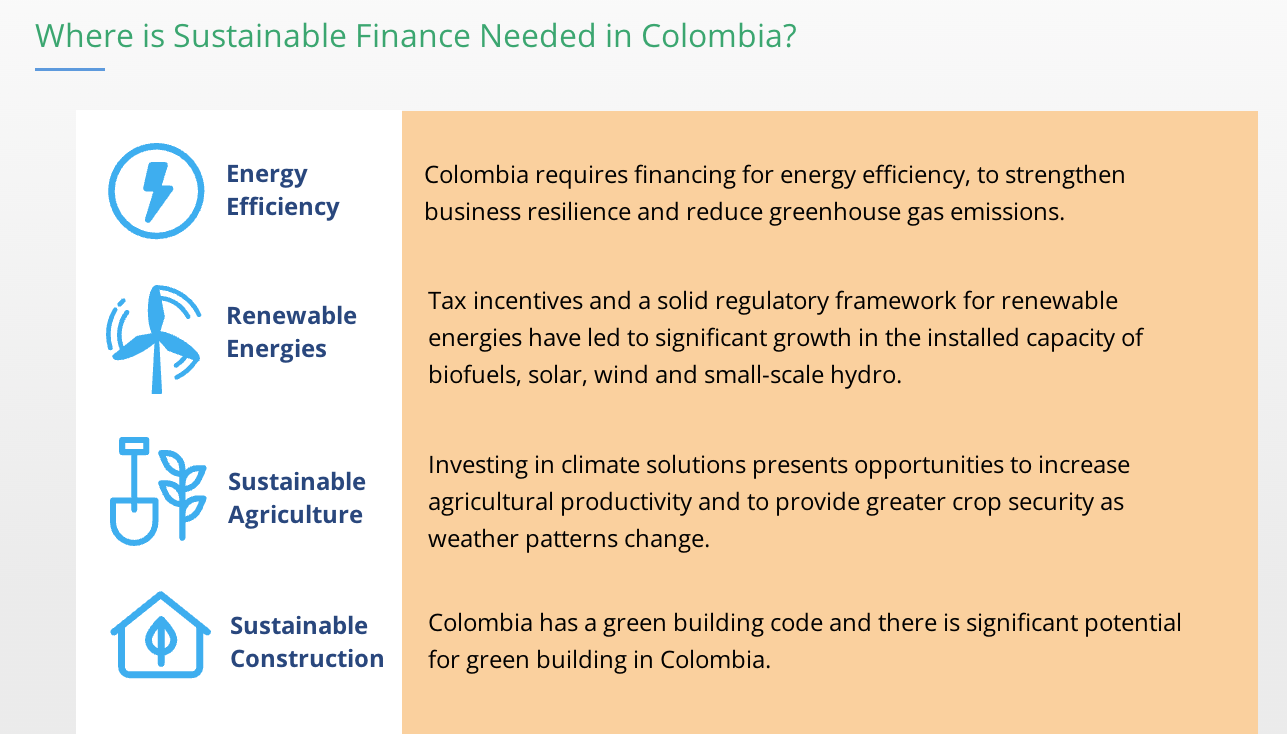 Where is Sustainable Finance Needed in Colombia?
Energy
Efficiency
Colombia requires financing for energy efficiency, to strengthen
business resilience and reduce greenhouse gas emissions.
Renewable
Energies
Tax incentives and a solid regulatory framework for renewable
energies have led to significant growth in the installed capacity of
biofuels, solar, wind and small-scale hydro.
Sustainable
Agriculture
Investing in climate solutions presents opportunities to increase
agricultural productivity and to provide greater crop security as
weather patterns change.
Sustainable
Construction
Colombia has a green building code and there is significant potential
for green building in Colombia.